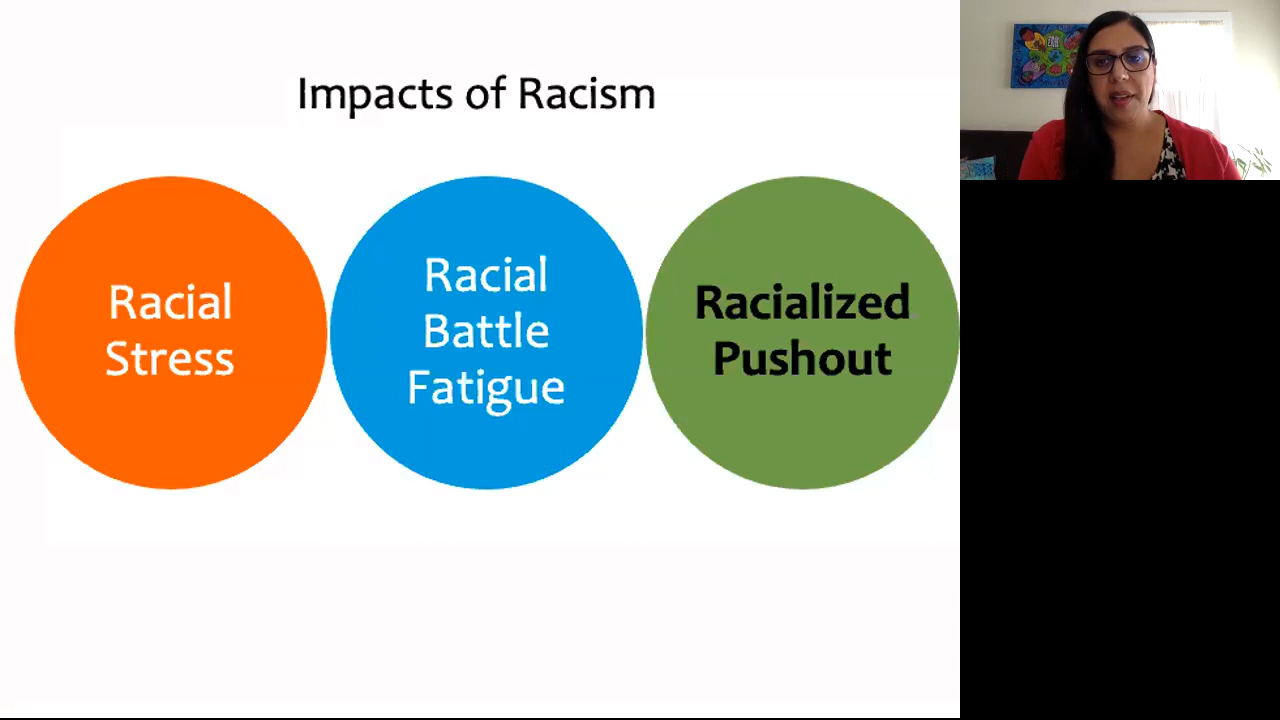 Impacts of Racism
Racial
Stress
Racial
Battle
Fatigue
Racialized
Pushout